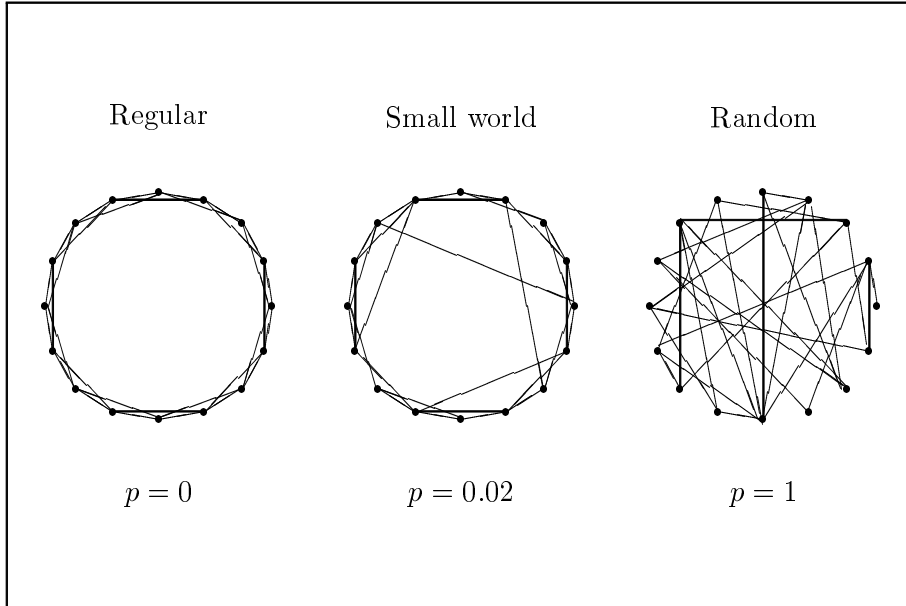 Regular Small world Random
p = 0 p = 0.02 p = 1